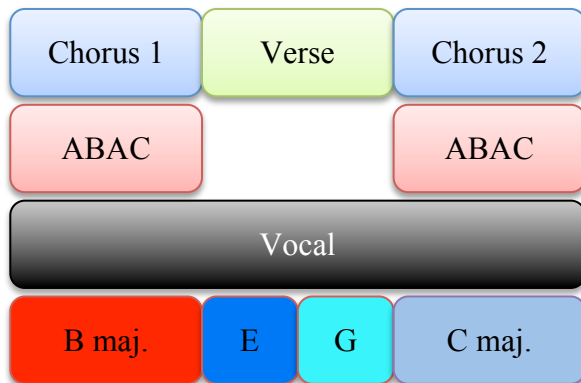 Chorus 1 Verse Chorus 2
ABAC ABAC
Vocal
B maj. E G C maj.